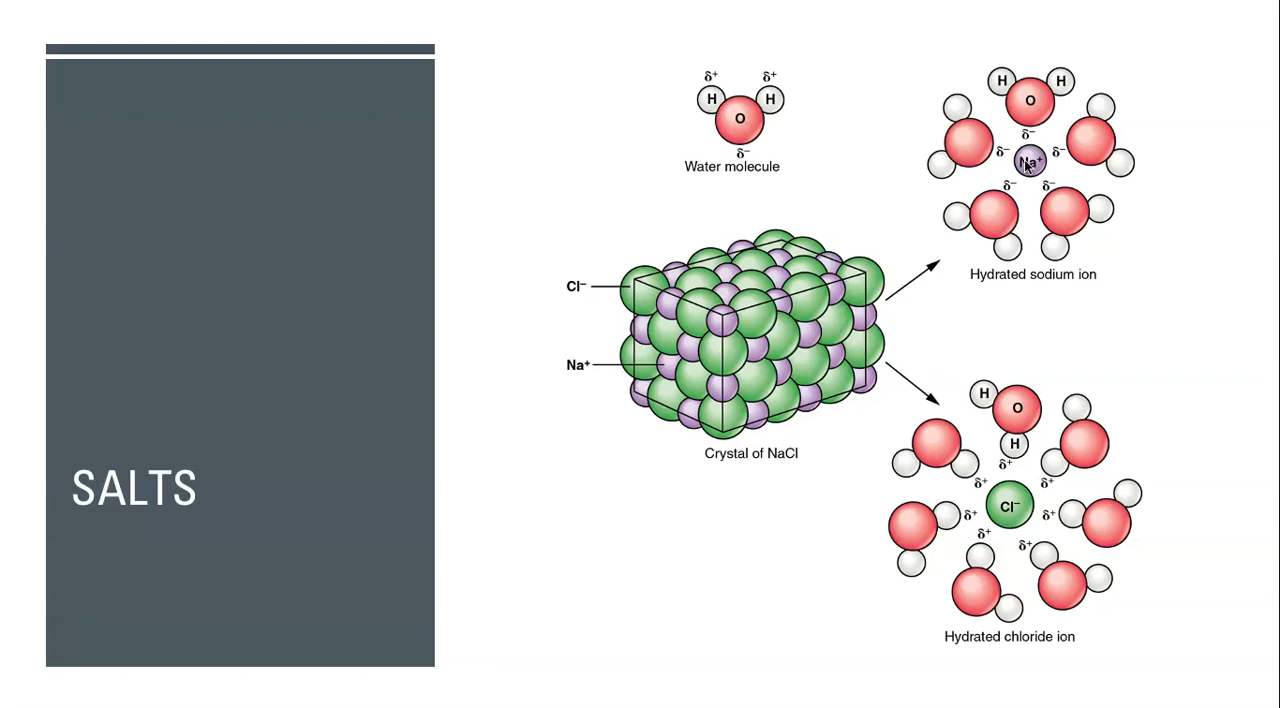 SALTS
δ⁺ δ⁺
H H
O
δ⁻
Water molecule
Cl⁻
Na⁺
Crystal of NaCl
H H
O
δ⁻
δ⁻ δ⁻
Na⁺
δ⁻ δ⁻
Hydrated sodium ion
H O
H
δ⁺
δ⁺ δ⁺
Cl⁻
δ⁺ δ⁺
δ⁺ δ⁺
Hydrated chloride ion